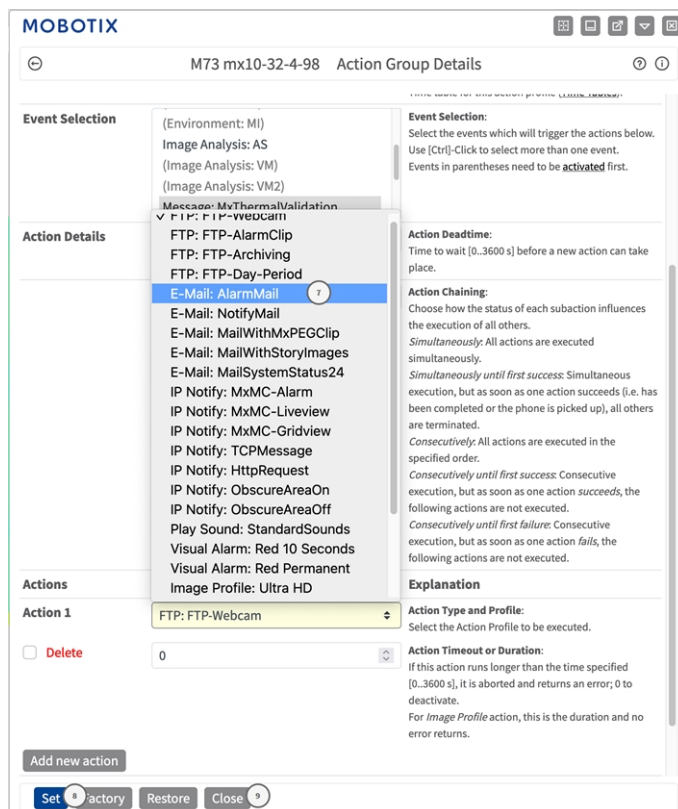 MOBOTIX
M73 mx10-32-4-98 Action Group Details
Time table for this action profile (Time Tables).
Event Selection
(Environment: MI)
Image Analysis: AS
(Image Analysis: VM)
(Image Analysis: VM2)
Message: MxThermalValidation
Event Selection:
Select the events which will trigger the actions below.
Use [Ctrl]-Click to select more than one event.
Events in parentheses need to be activated first.
Action Details
✓ FTP: FTP-Webcam
FTP: FTP-AlarmClip
FTP: FTP-Archiving
FTP: FTP-Day-Period
E-Mail: AlarmMail 7
E-Mail: NotifyMail
E-Mail: MailWithMxPEGClip
E-Mail: MailWithStoryImages
E-Mail: MailSystemStatus24
IP Notify: MxMC-Alarm
IP Notify: MxMC-Liveview
IP Notify: MxMC-Gridview
IP Notify: TCPMessage
IP Notify: HttpRequest
IP Notify: ObscureAreaOn
IP Notify: ObscureAreaOff
Play Sound: StandardSounds
Visual Alarm: Red 10 Seconds
Visual Alarm: Red Permanent
Image Profile: Ultra HD
Action Deadtime:
Time to wait [0..3600 s] before a new action can take
place.
Action Chaining:
Choose how the status of each subaction influences
the execution of all others.
Simultaneously: All actions are executed
simultaneously.
Simultaneously until first success: Simultaneous
execution, but as soon as one action succeeds (i.e. has
been completed or the phone is picked up), all others
are terminated.
Consecutively: All actions are executed in the
specified order.
Consecutively until first success: Consecutive
execution, but as soon as one action succeeds, the
following actions are not executed.
Consecutively until first failure: Consecutive
execution, but as soon as one action fails, the
following actions are not executed.
Actions
Explanation
Action 1
FTP: FTP-Webcam
Action Type and Profile:
Select the Action Profile to be executed.
Delete
0
Action Timeout or Duration:
If this action runs longer than the time specified
[0..3600 s], it is aborted and returns an error; 0 to
deactivate.
For Image Profile action, this is the duration and no
error returns.
Add new action
Set 8 Factory Restore Close 9